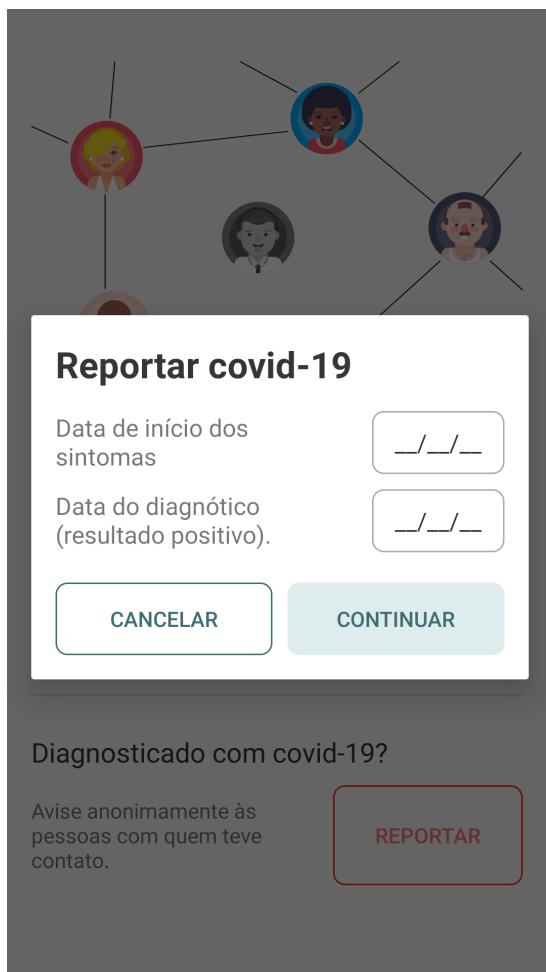 Reportar covid-19
Data de início dos
sintomas
__/__/__
Data do diagnótico
(resultado positivo).
__/__/__
CANCELAR
CONTINUAR
Diagnosticado com covid-19?
Avise anonimamente às
pessoas com quem teve
contato.
REPORTAR